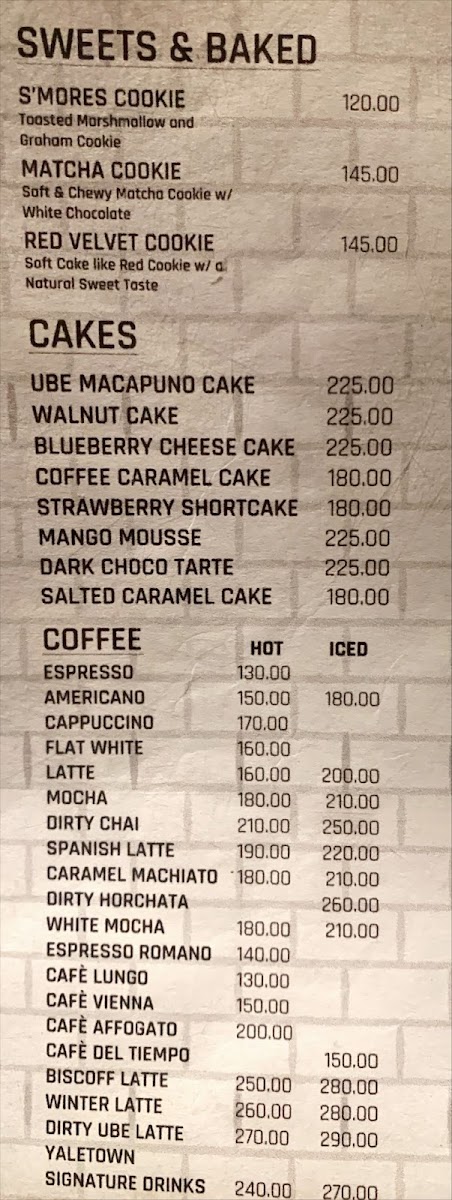 SWEETS & BAKED
S'MORES COOKIE 120.00
Toasted Marshmallow and
Graham Cookie
MATCHA COOKIE 145.00
Soft & Chewy Matcha Cookie w/
White Chocolate
RED VELVET COOKIE 145.00
Soft Cake like Red Cookie w/ a
Natural Sweet Taste
CAKES
UBE MACAPUNO CAKE 225.00
WALNUT CAKE 225.00
BLUEBERRY CHEESE CAKE 225.00
COFFEE CARAMEL CAKE 180.00
STRAWBERRY SHORTCAKE 180.00
MANGO MOUSSE 225.00
DARK CHOCO TARTE 225.00
SALTED CARAMEL CAKE 180.00
COFFEE HOT ICED
ESPRESSO 130.00
AMERICANO 150.00 180.00
CAPPUCCINO 170.00
FLAT WHITE 160.00
LATTE 160.00 200.00
MOCHA 180.00 210.00
DIRTY CHAI 210.00 250.00
SPANISH LATTE 190.00 220.00
CARAMEL MACHIATO 180.00 210.00
DIRTY HORCHATA 260.00
WHITE MOCHA 180.00 210.00
ESPRESSO ROMANO 140.00
CAFÈ LUNGO 130.00
CAFÈ VIENNA 150.00
CAFÈ AFFOGATO 200.00
CAFÈ DEL TIEMPO 150.00
BISCOFF LATTE 250.00 280.00
WINTER LATTE 260.00 280.00
DIRTY UBE LATTE 270.00 290.00
YALETOWN
SIGNATURE DRINKS 240.00 270.00